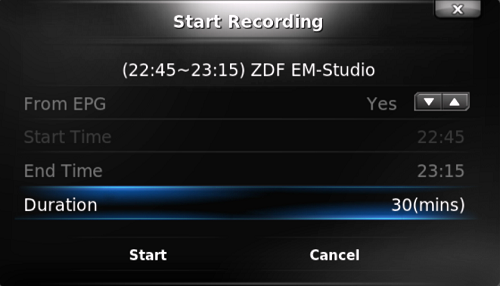 Start Recording
(22:45~23:15) ZDF EM-Studio
From EPG Yes
Start Time 22:45
End Time 23:15
Duration 30(mins)
Start Cancel